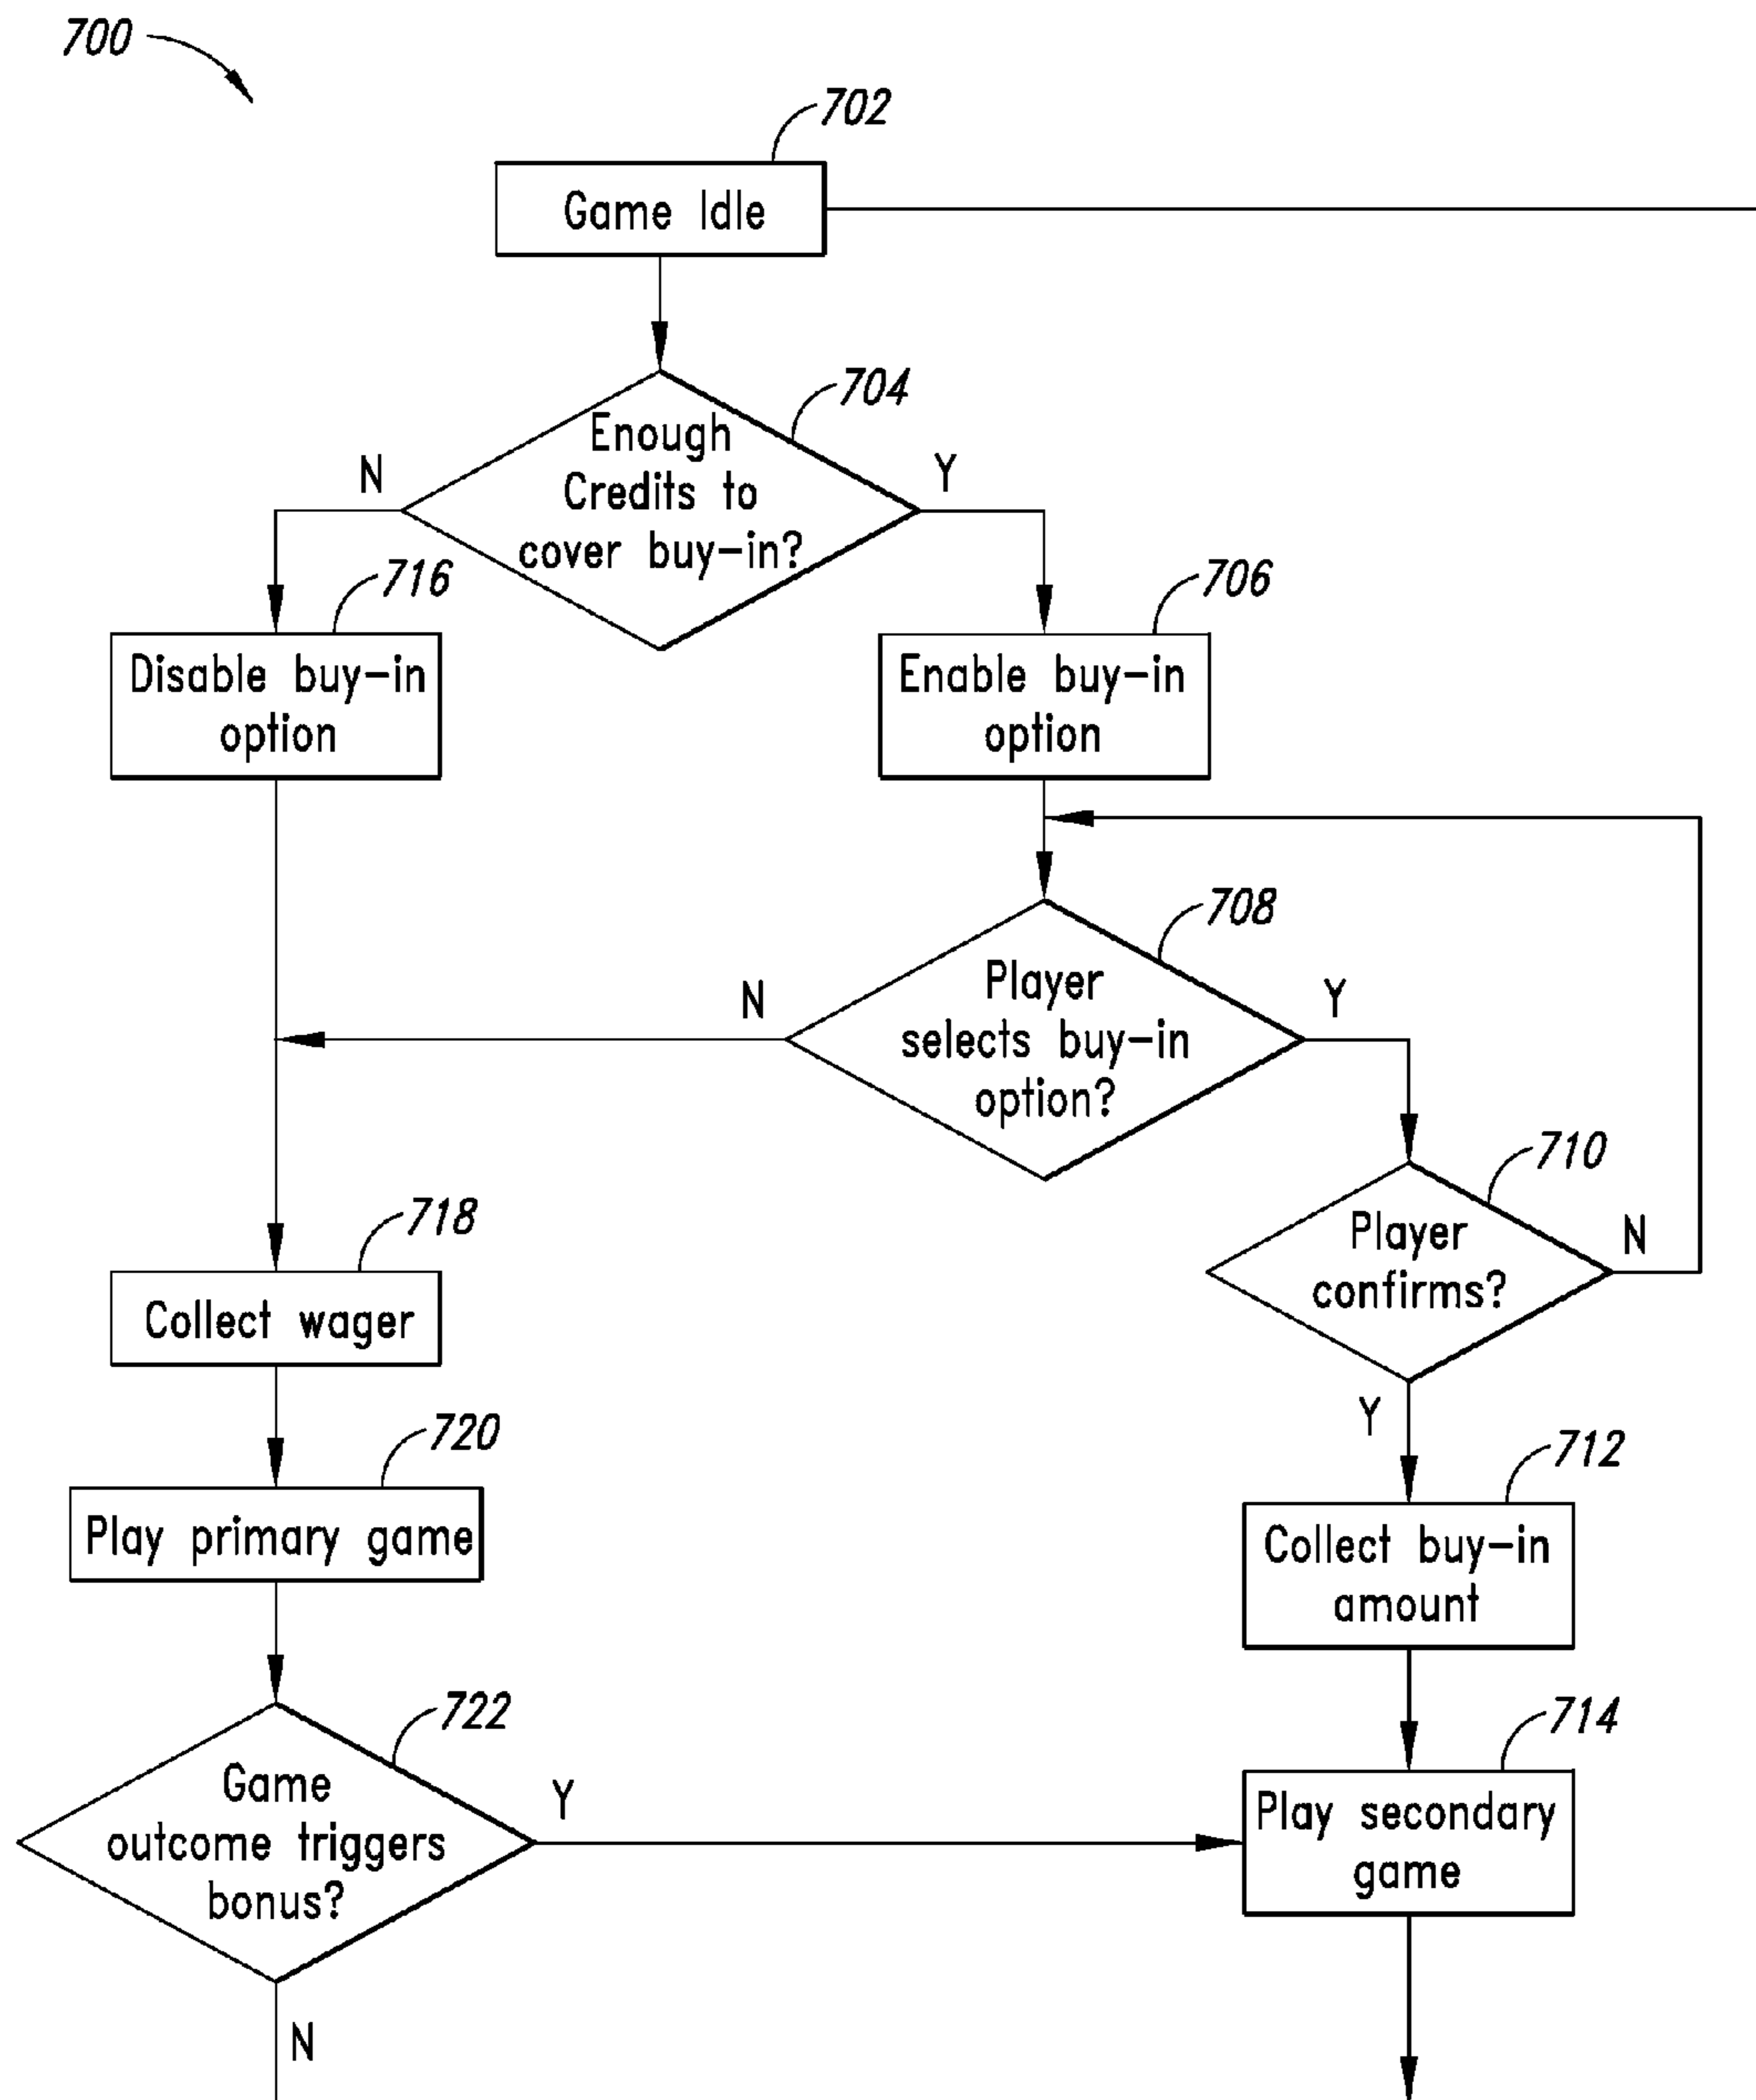 700
702
Game Idle
704
Enough
Credits to
cover buy-in?
N
Y
716
706
Disable buy-in
option
Enable buy-in
option
708
Player
selects buy-in
option?
N
Y
710
Player
confirms?
N
Y
718
Collect wager
720
Play primary game
712
Collect buy-in
amount
722
Game
outcome triggers
bonus?
Y
N
714
Play secondary
game